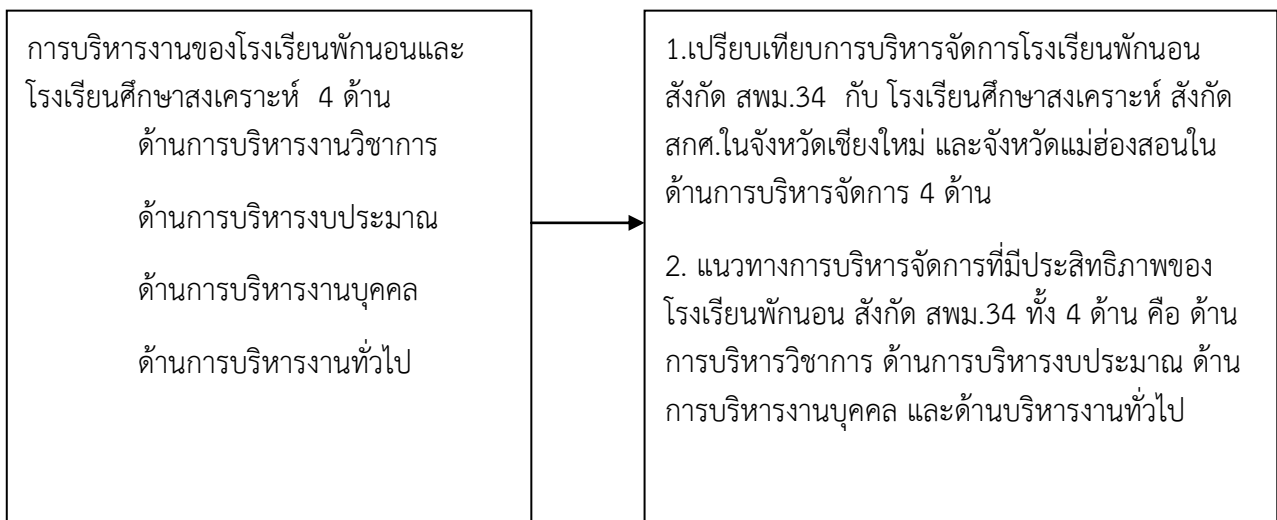 การบริหารงานของโรงเรียนพักนอนและ
โรงเรียนศึกษาสงเคราะห์ 4 ด้าน
ด้านการบริหารงานวิชาการ
ด้านการบริหารงบประมาณ
ด้านการบริหารงานบุคคล
ด้านการบริหารงานทั่วไป
1.เปรียบเทียบการบริหารจัดการโรงเรียนพักนอน
สังกัด สพม.34 กับ โรงเรียนศึกษาสงเคราะห์ สังกัด
สกศ.ในจังหวัดเชียงใหม่ และจังหวัดแม่ฮ่องสอนใน
ด้านการบริหารจัดการ 4 ด้าน
2. แนวทางการบริหารจัดการที่มีประสิทธิภาพของ
โรงเรียนพักนอน สังกัด สพม.34 ทั้ง 4 ด้าน คือ ด้าน
การบริหารวิชาการ ด้านการบริหารงบประมาณ ด้าน
การบริหารงานบุคคล และด้านบริหารงานทั่วไป